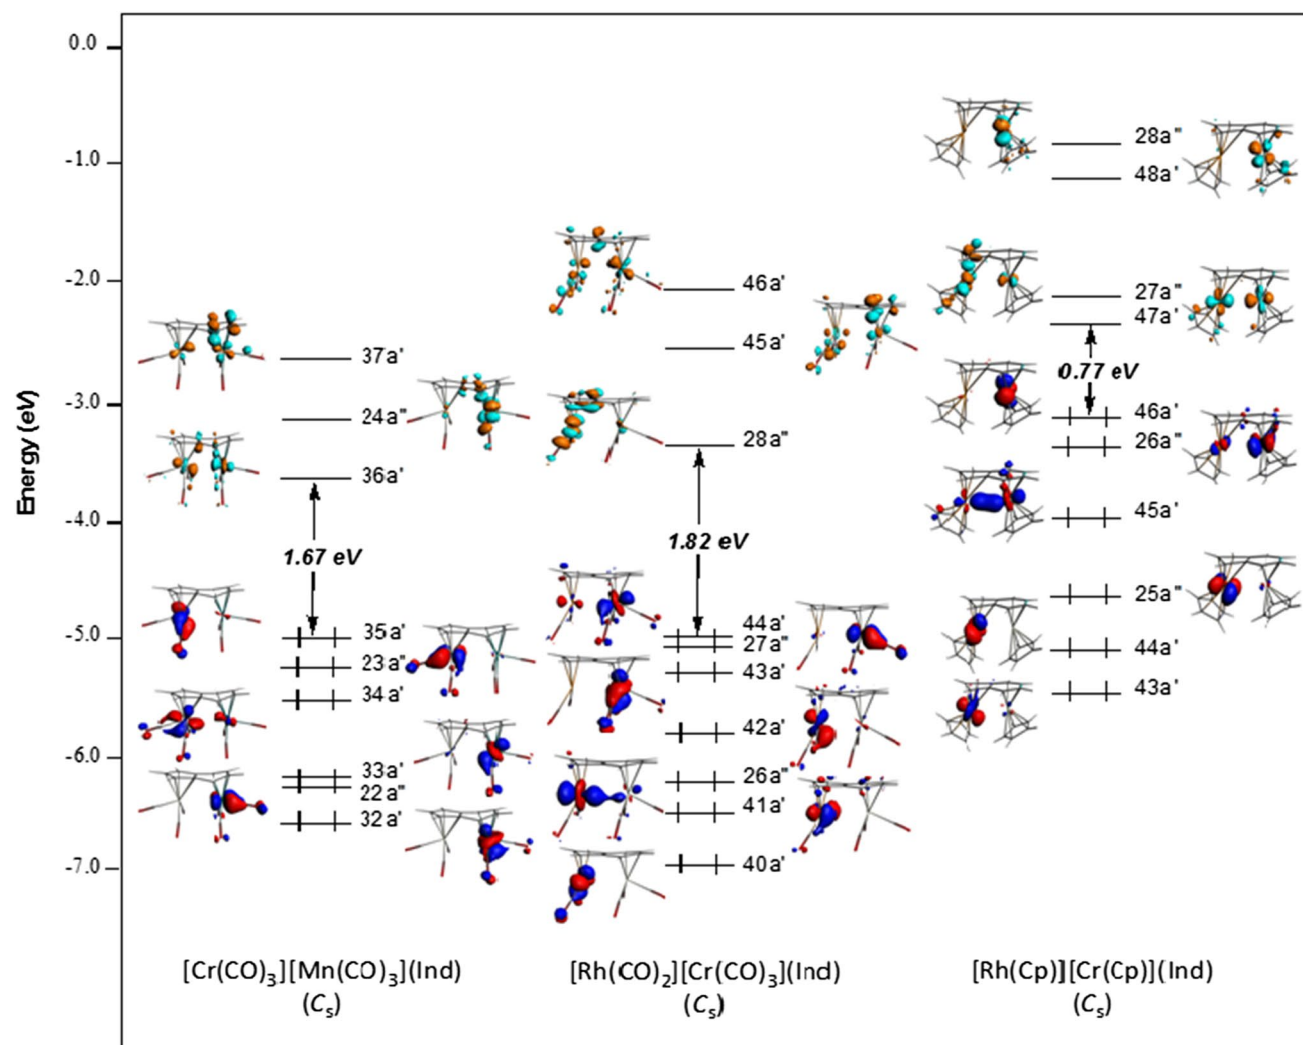 0.0
-1.0
-2.0
-3.0
-4.0
-5.0
-6.0
-7.0
Energy (eV)
37a'
24a"
36a'
1.67 eV
35a'
23a"
34a'
33a'
22a"
32a'
[Cr(CO)₃][Mn(CO)₃](Ind)
(Cₛ)
46a'
45a'
28a"
1.82 eV
44a'
27a"
43a'
42a'
26a"
41a'
40a'
[Rh(CO)₂][Cr(CO)₃](Ind)
(Cₛ)
28a"
48a'
27a"
47a'
0.77 eV
46a'
26a"
45a'
25a"
44a'
43a'
[Rh(Cp)][Cr(Cp)](Ind)
(Cₛ)